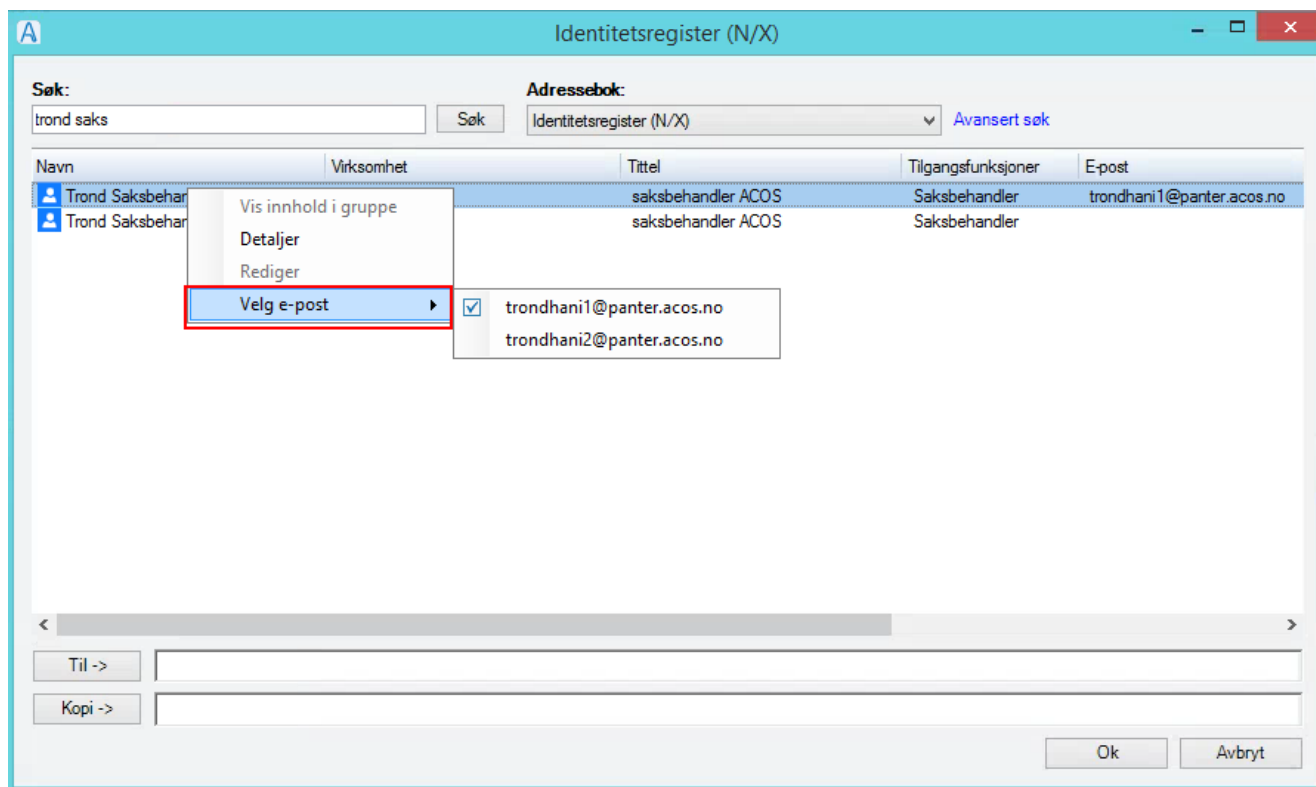 Identitetsregister (N/X)
Søk:
Adressebok:
trond saks
Søk
Identitetsregister (N/X)
Avansert søk
Navn Virksomhet Tittel Tilgangsfunksjoner E-post
Trond Saksbehar saksbehandler ACOS Saksbehandler trondhani1@panter.acos.no
Trond Saksbehar saksbehandler ACOS Saksbehandler
Vis innhold i gruppe
Detaljer
Rediger
Velg e-post
trondhani1@panter.acos.no
trondhani2@panter.acos.no
Til ->
Kopi ->
Ok Avbryt